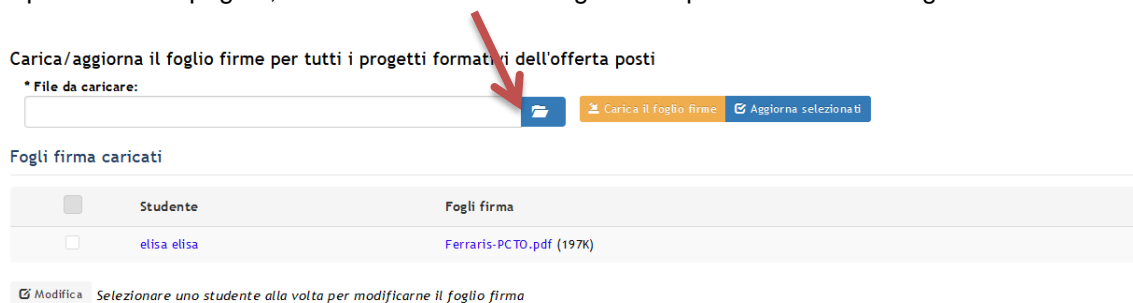 Carica/aggiorna il foglio firme per tutti i progetti formativi dell'offerta posti
* File da caricare:
Carica il foglio firme Aggiorna selezionati
Fogli firma caricati
Studente Fogli firma
elisa elisa Ferraris-PCTO.pdf (197K)
Modifica Selezionare uno studente alla volta per modificarne il foglio firma